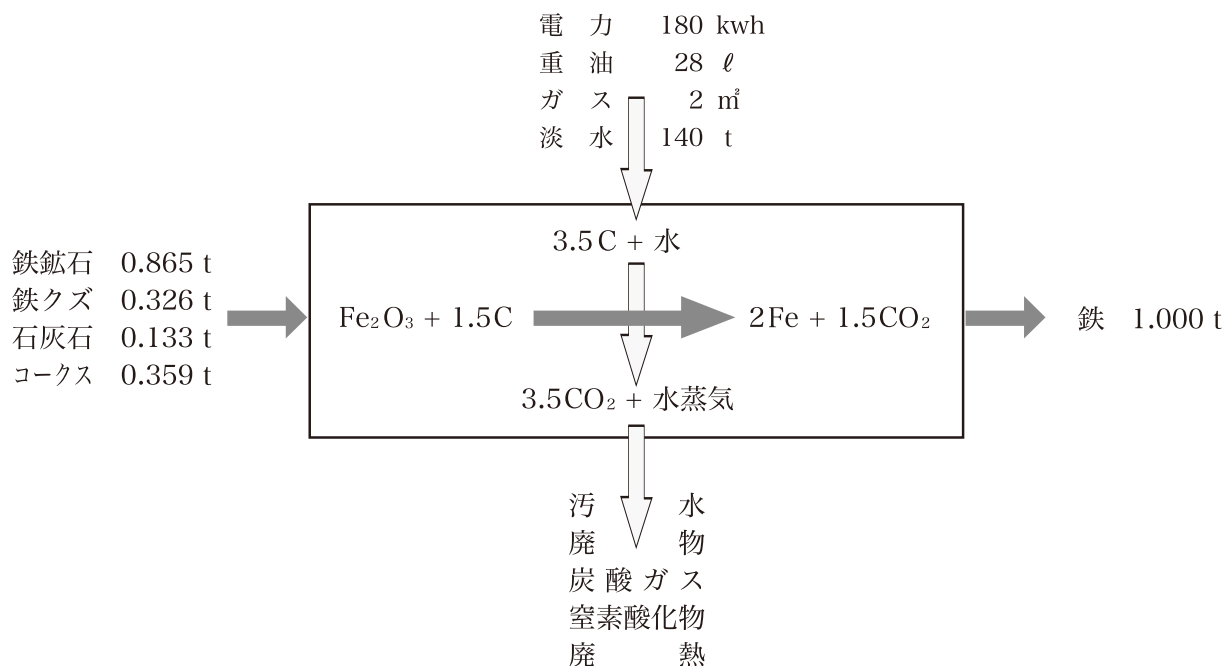 電力 180 kwh
重油 28 ℓ
ガス 2 ㎡
淡水 140 t
3.5C + 水
鉄鉱石 0.865 t
鉄クズ 0.326 t
石灰石 0.133 t
コークス 0.359 t
Fe₂O₃ + 1.5C
2Fe + 1.5CO₂
鉄 1.000 t
3.5CO₂ + 水蒸気
汚水
廃物
炭酸ガス
窒素酸化物
廃熱